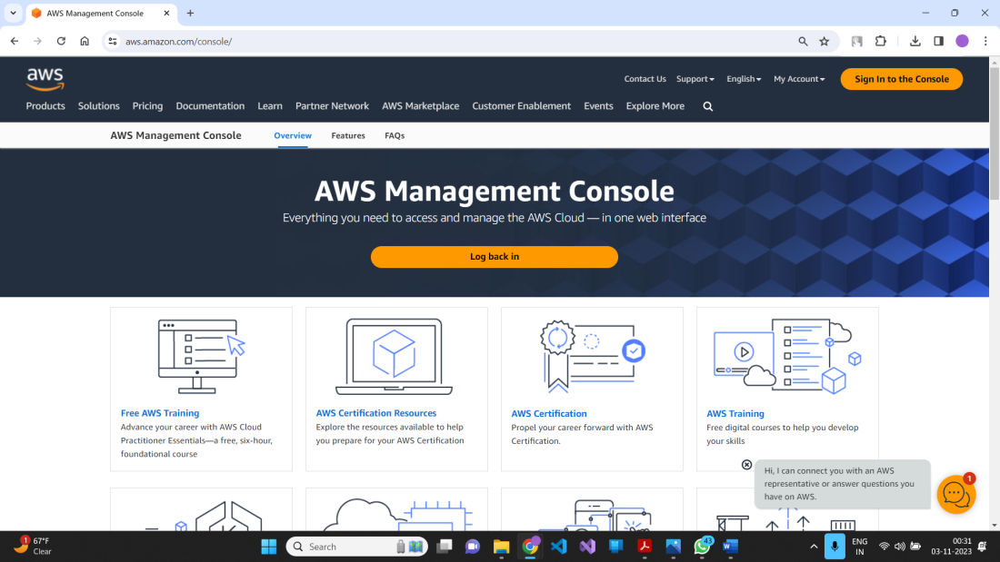 AWS Management Console
aws.amazon.com/console/
aws
Contact Us Support English My Account Sign In to the Console
Products Solutions Pricing Documentation Learn Partner Network AWS Marketplace Customer Enablement Events Explore More
AWS Management Console Overview Features FAQs
AWS Management Console
Everything you need to access and manage the AWS Cloud — in one web interface
Log back in
Free AWS Training
Advance your career with AWS Cloud
Practitioner Essentials—a free, six-hour,
foundational course
AWS Certification Resources
Explore the resources available to help
you prepare for your AWS Certification
AWS Certification
Propel your career forward with AWS
Certification.
AWS Training
Free digital courses to help you develop
your skills
Hi, I can connect you with an AWS
representative or answer questions you
have on AWS.
1
1
67°F
Clear
Search
43
ENG
IN
00:31
03-11-2023